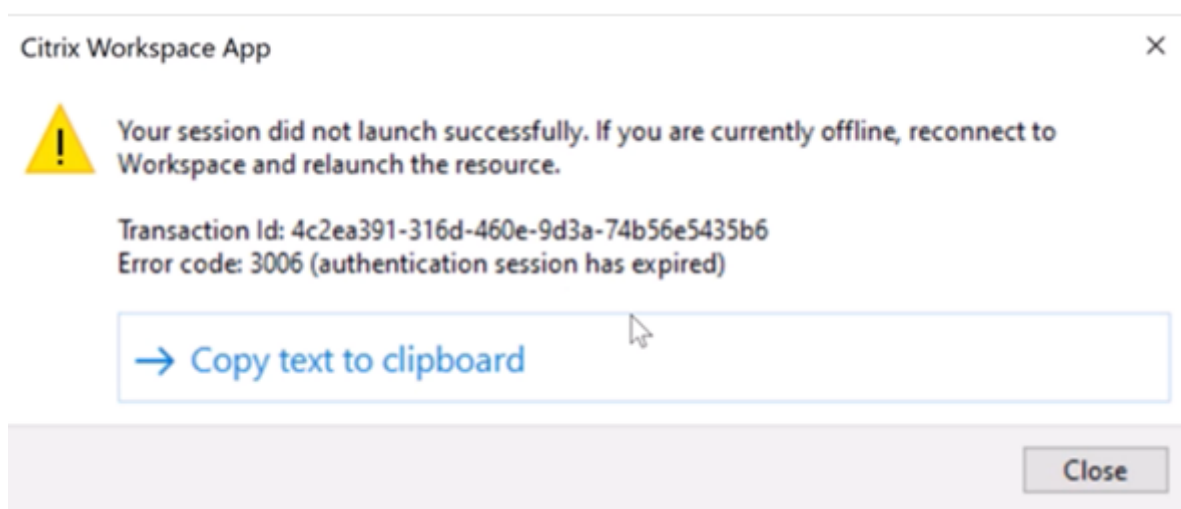 Citrix Workspace App
Your session did not launch successfully. If you are currently offline, reconnect to
Workspace and relaunch the resource.
Transaction Id: 4c2ea391-316d-460e-9d3a-74b56e5435b6
Error code: 3006 (authentication session has expired)
Copy text to clipboard
Close